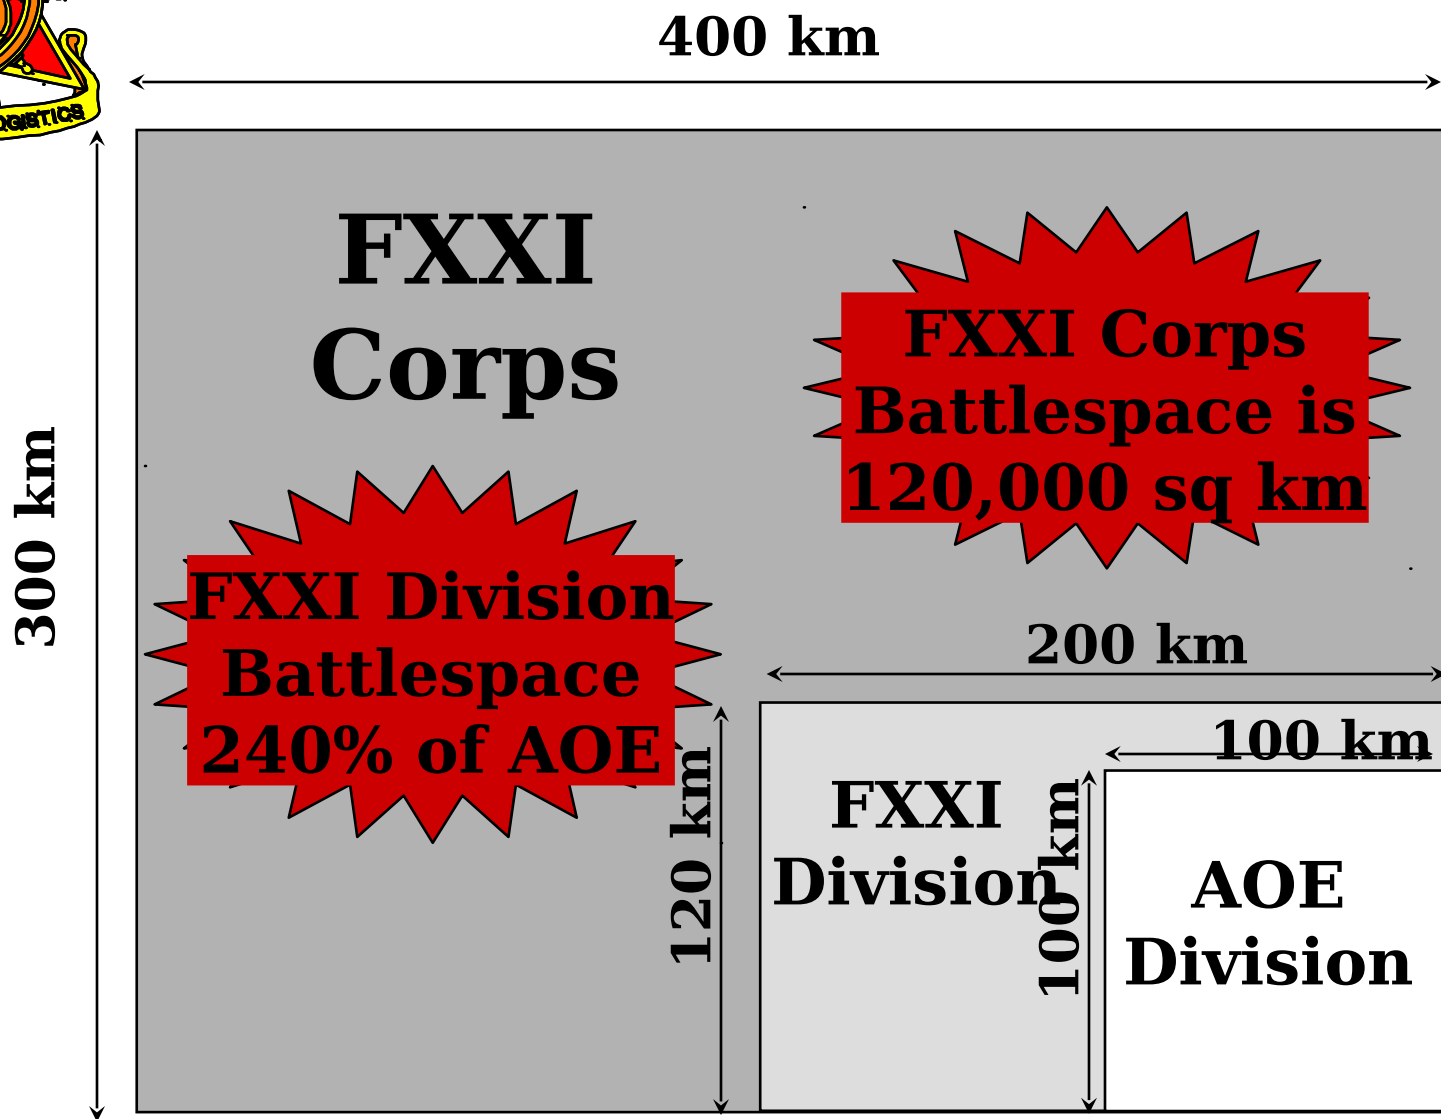 400 km
300 km
FXXI
Corps
FXXI Corps
Battlespace is
120,000 sq km
FXXI Division
Battlespace
240% of AOE
200 km
120 km
100 km
FXXI
Division
100 km
AOE
Division